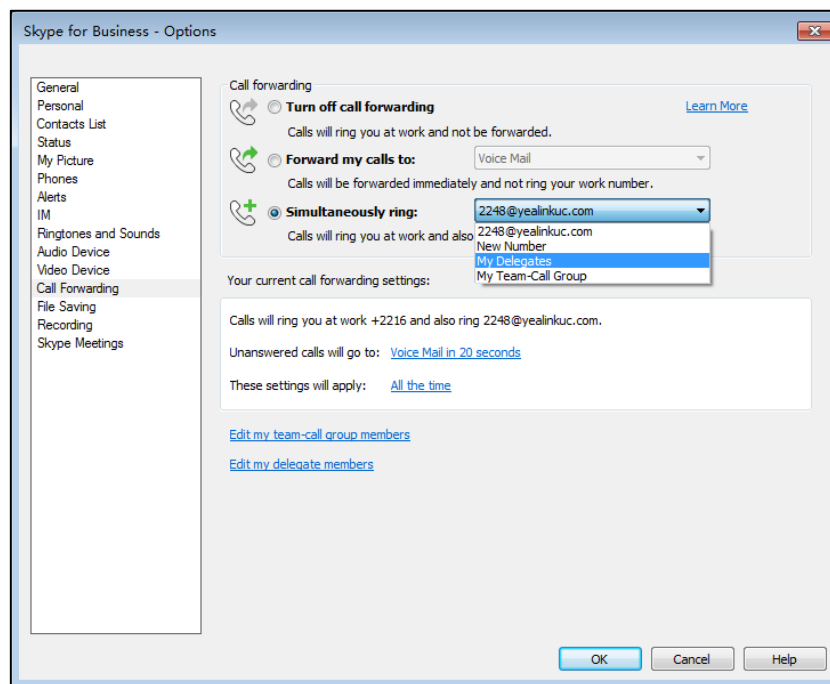 Skype for Business - Options
General
Personal
Contacts List
Status
My Picture
Phones
Alerts
IM
Ringtones and Sounds
Audio Device
Video Device
Call Forwarding
File Saving
Recording
Skype Meetings
Call forwarding
Turn off call forwarding
Learn More
Calls will ring you at work and not be forwarded.
Forward my calls to:
Voice Mail
Calls will be forwarded immediately and not ring your work number.
Simultaneously ring:
2248@yealinkuc.com
Calls will ring you at work and also
2248@yealinkuc.com
New Number
My Delegates
My Team-Call Group
Your current call forwarding settings:
Calls will ring you at work +2216 and also ring 2248@yealinkuc.com.
Unanswered calls will go to: Voice Mail in 20 seconds
These settings will apply: All the time
Edit my team-call group members
Edit my delegate members
OK
Cancel
Help